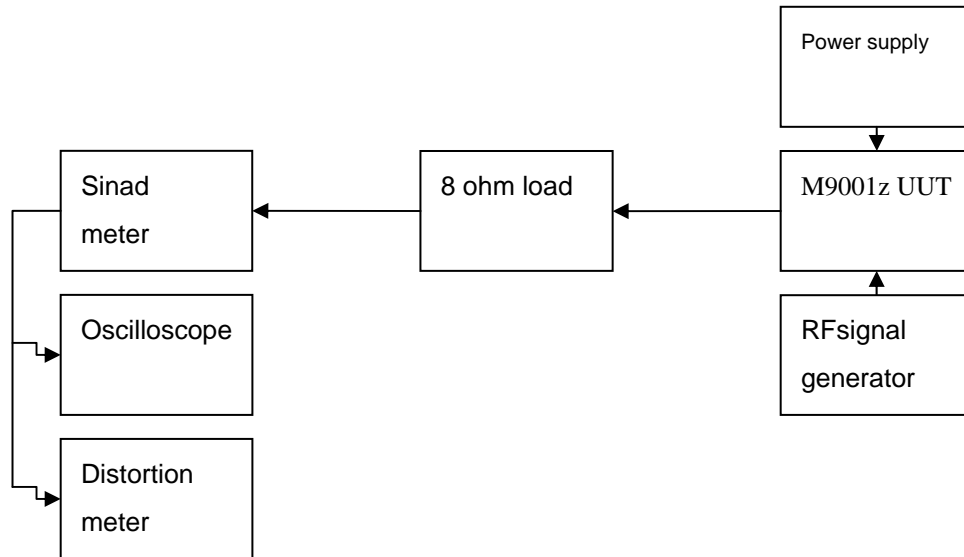 Power supply
Sinad
meter
8 ohm load
M9001z UUT
Oscilloscope
RFsignal
generator
Distortion
meter